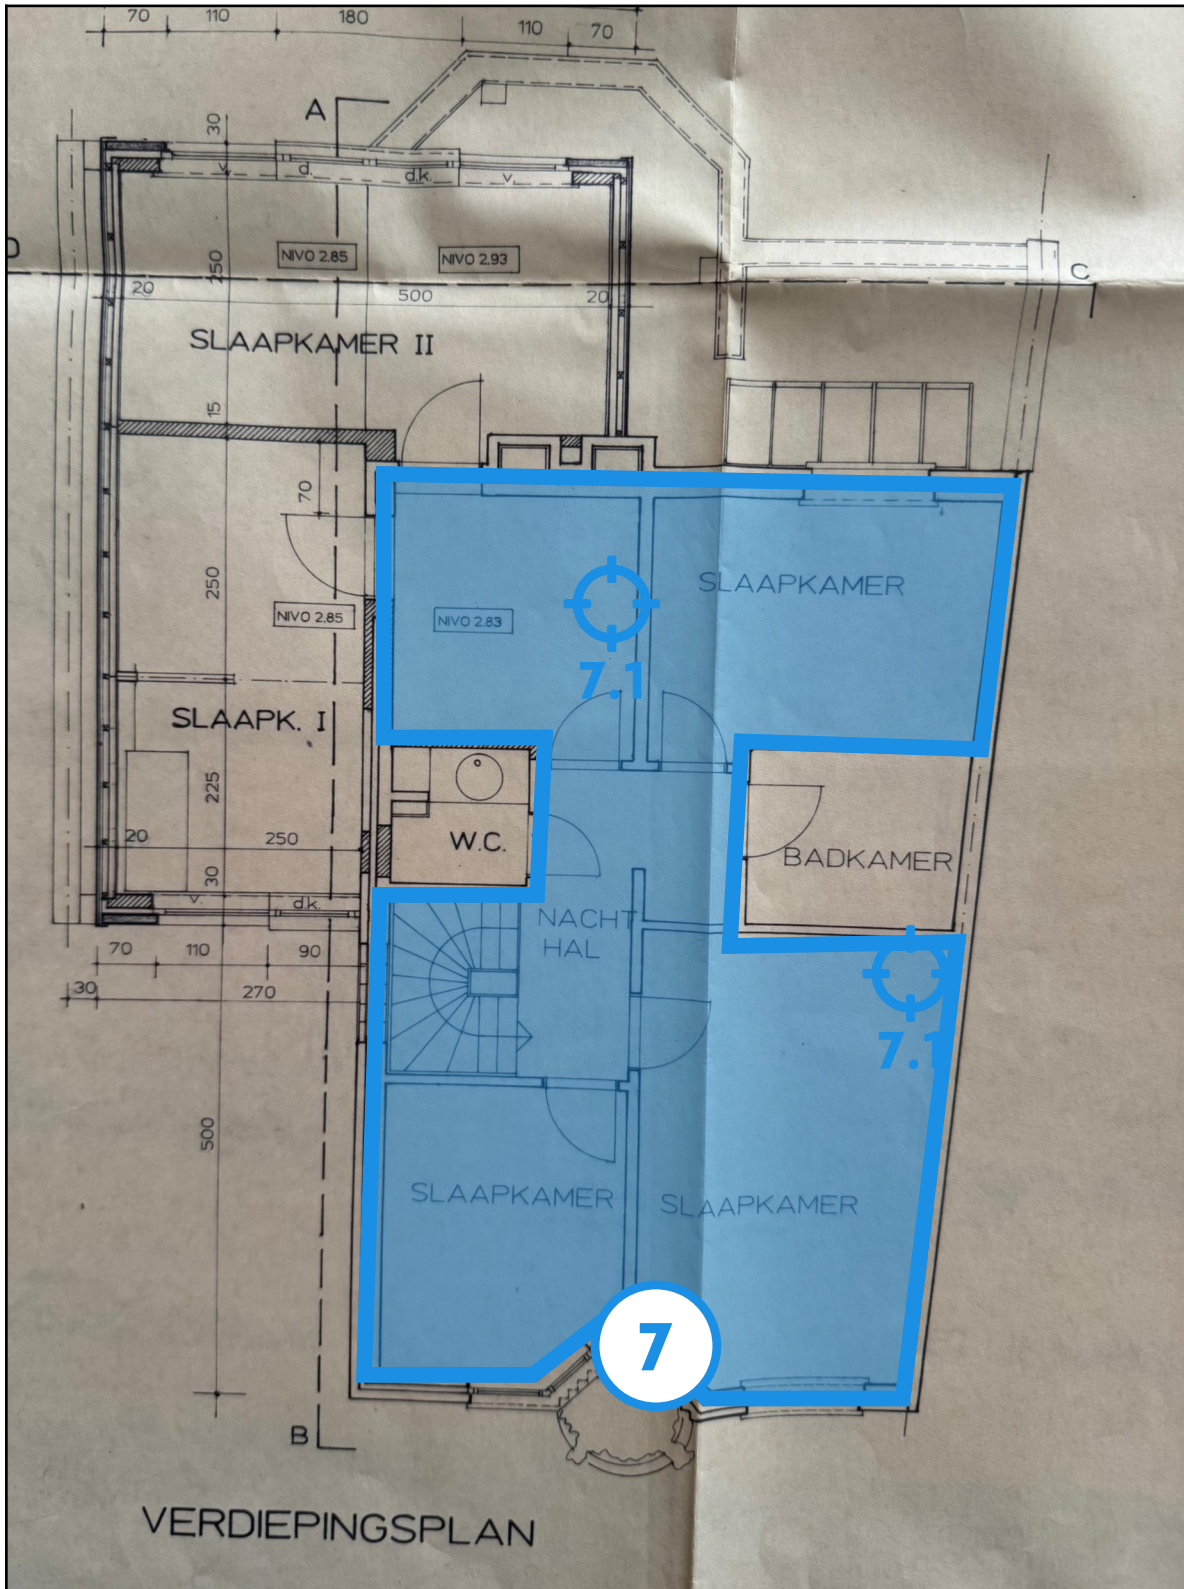 70 110 180 110 70
A
30
v. d. d.k. v.
NIVO 2.85 NIVO 2.93
250
C
20 500 20
SLAAPKAMER II
15
70
250
SLAAPKAMER
NIVO 2.85 NIVO 2.83
7.1
SLAAPK. I
225
20 250
W.C.
BADKAMER
30
v. d.k.
NACHT
HAL
70 110 90
30 270
7.1
500
SLAAPKAMER SLAAPKAMER
7
B
VERDIEPINGSPLAN